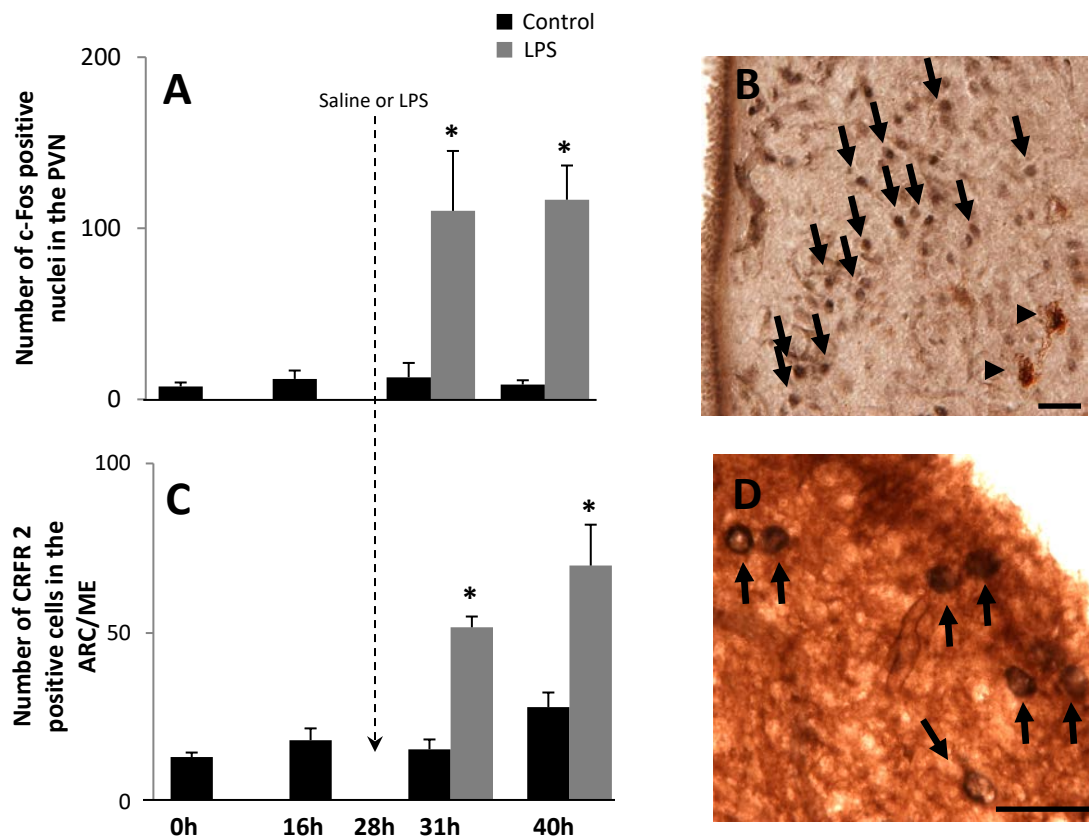 Control
LPS
200
100
0
Number of c-Fos positive
nuclei in the PVN
A
Saline or LPS
*
*
B
100
50
0
Number of CRFR 2
positive cells in the
ARC/ME
C
*
*
0h 16h 28h 31h 40h
D